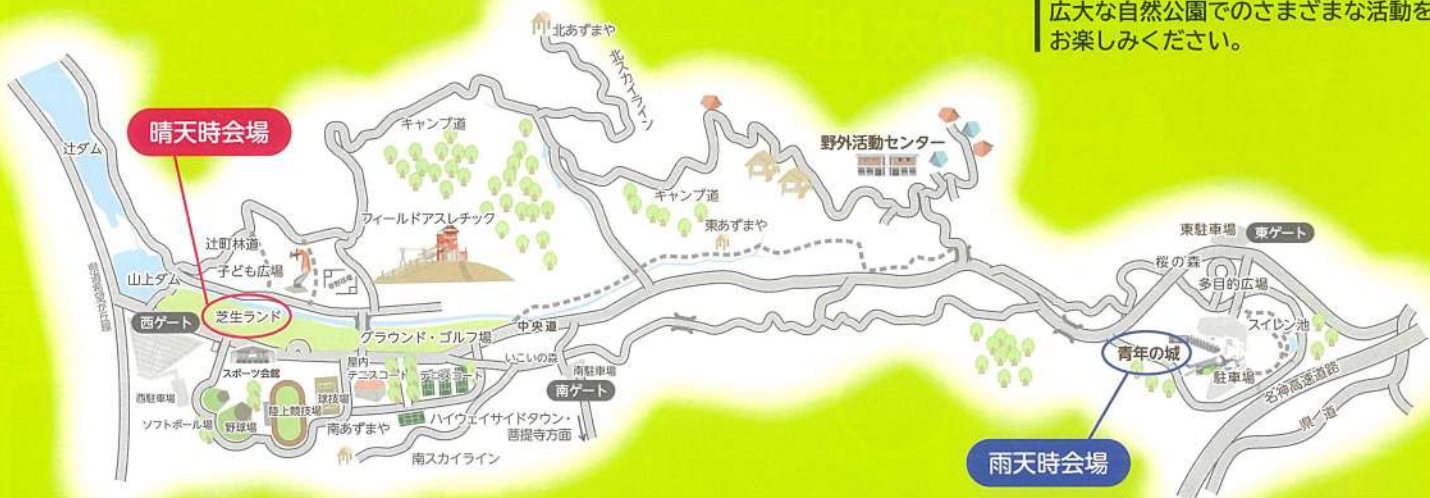 広大な自然公園でのさまざまな活動を
お楽しみください。
北あずまや
北スカイライン
晴天時会場
辻ダム
キャンプ道
野外活動センター
キャンプ道
フィールドアスレチック
東あずまや
東駐車場
東ゲート
辻町林道
子ども広場
桜の森
多目的広場
山上ダム
芝生ランド
西ゲート
グラウンド・ゴルフ場
中央道
スイレン池
青年の城
駐車場
スポーツ会館
屋内
テニスコート
テニスコート
いこいの森
南駐車場
南ゲート
名神高速道路
西駐車場
球技場
陸上競技場
ソフトボール場
野球場
南あずまや
ハイウェイサイドタウン・
菩提寺方面
県道
南スカイライン
雨天時会場